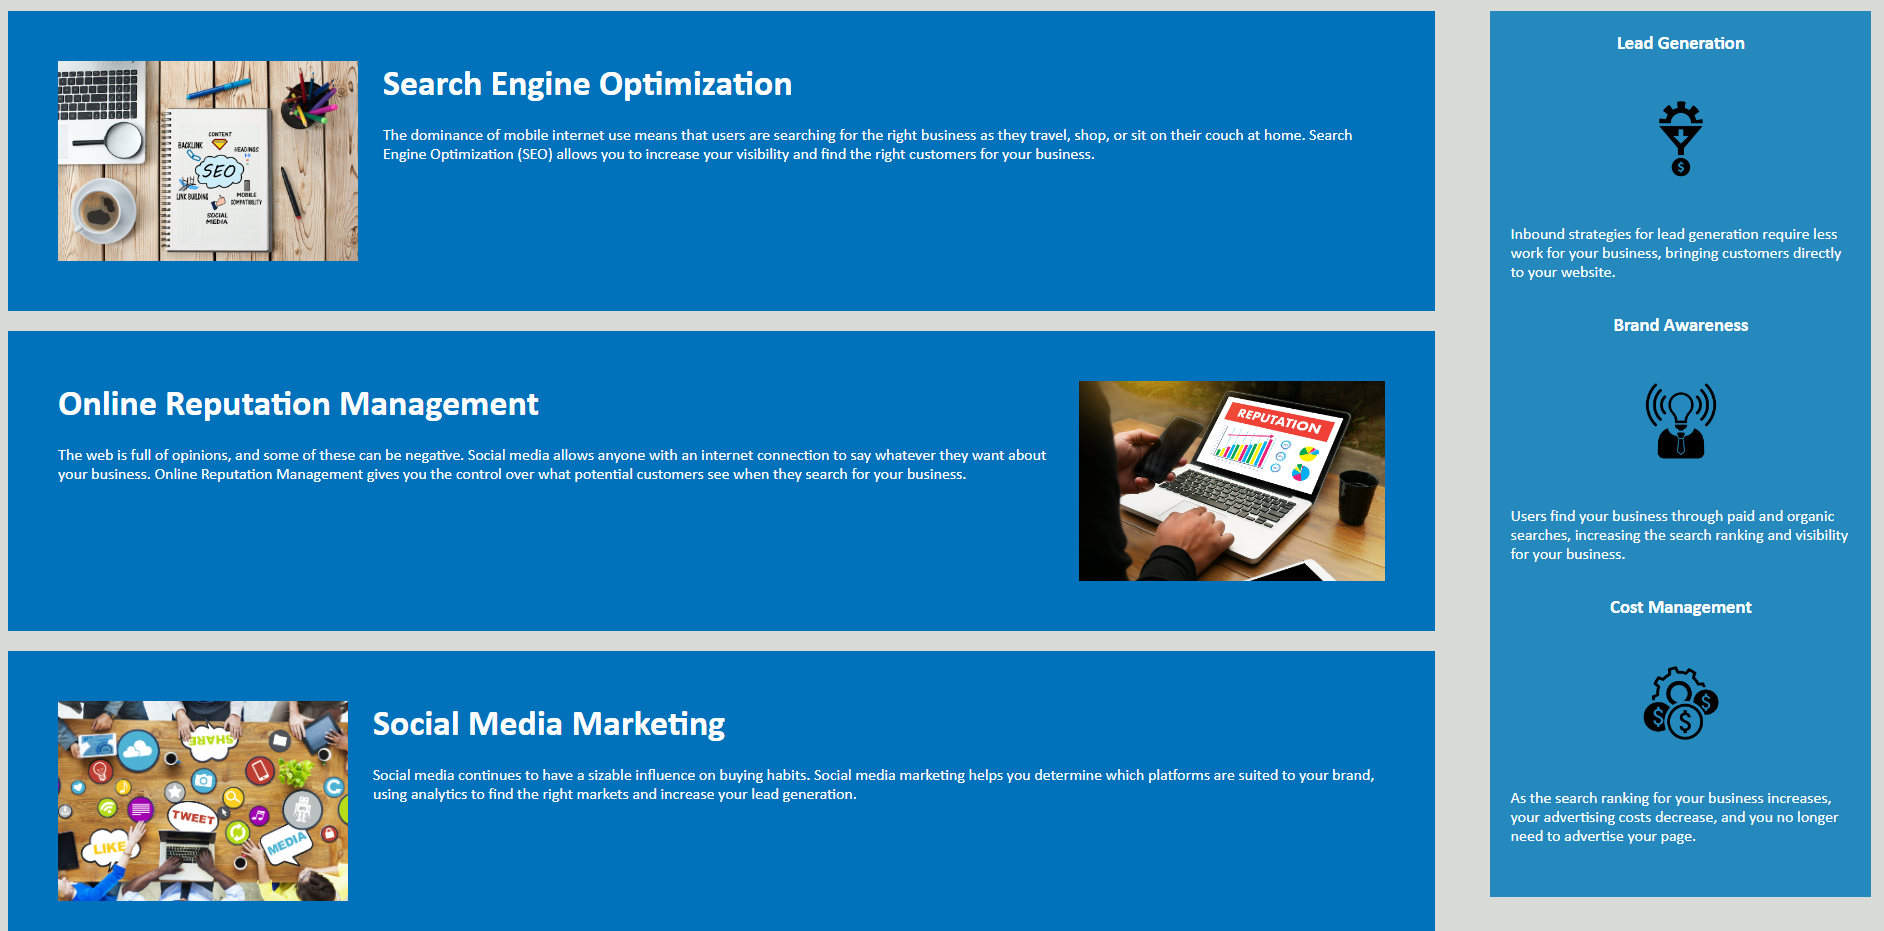 Search Engine Optimization
The dominance of mobile internet use means that users are searching for the right business as they travel, shop, or sit on their couch at home. Search
Engine Optimization (SEO) allows you to increase your visibility and find the right customers for your business.
CONTENT
BACKLINK
HEADINGS
SEO
LINK BUILDING
MOBILE
COMPATIBILITY
SOCIAL
MEDIA
Online Reputation Management
The web is full of opinions, and some of these can be negative. Social media allows anyone with an internet connection to say whatever they want about
your business. Online Reputation Management gives you the control over what potential customers see when they search for your business.
REPUTATION
Social Media Marketing
Social media continues to have a sizable influence on buying habits. Social media marketing helps you determine which platforms are suited to your brand,
using analytics to find the right markets and increase your lead generation.
SHARE
TWEET
LIKE
MEDIA
Lead Generation
$
Inbound strategies for lead generation require less
work for your business, bringing customers directly
to your website.
Brand Awareness
Users find your business through paid and organic
searches, increasing the search ranking and visibility
for your business.
Cost Management
$
$ $
As the search ranking for your business increases,
your advertising costs decrease, and you no longer
need to advertise your page.